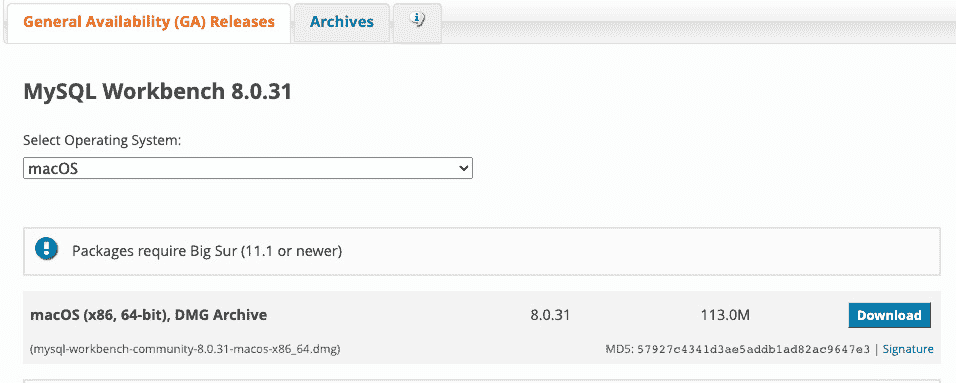 General Availability (GA) Releases
Archives
MySQL Workbench 8.0.31
Select Operating System:
macOS
Packages require Big Sur (11.1 or newer)
macOS (x86, 64-bit), DMG Archive 8.0.31 113.0M Download
(mysql-workbench-community-8.0.31-macos-x86_64.dmg) MD5: 57927c4341d3ae5addb1ad82ac9647e3 | Signature